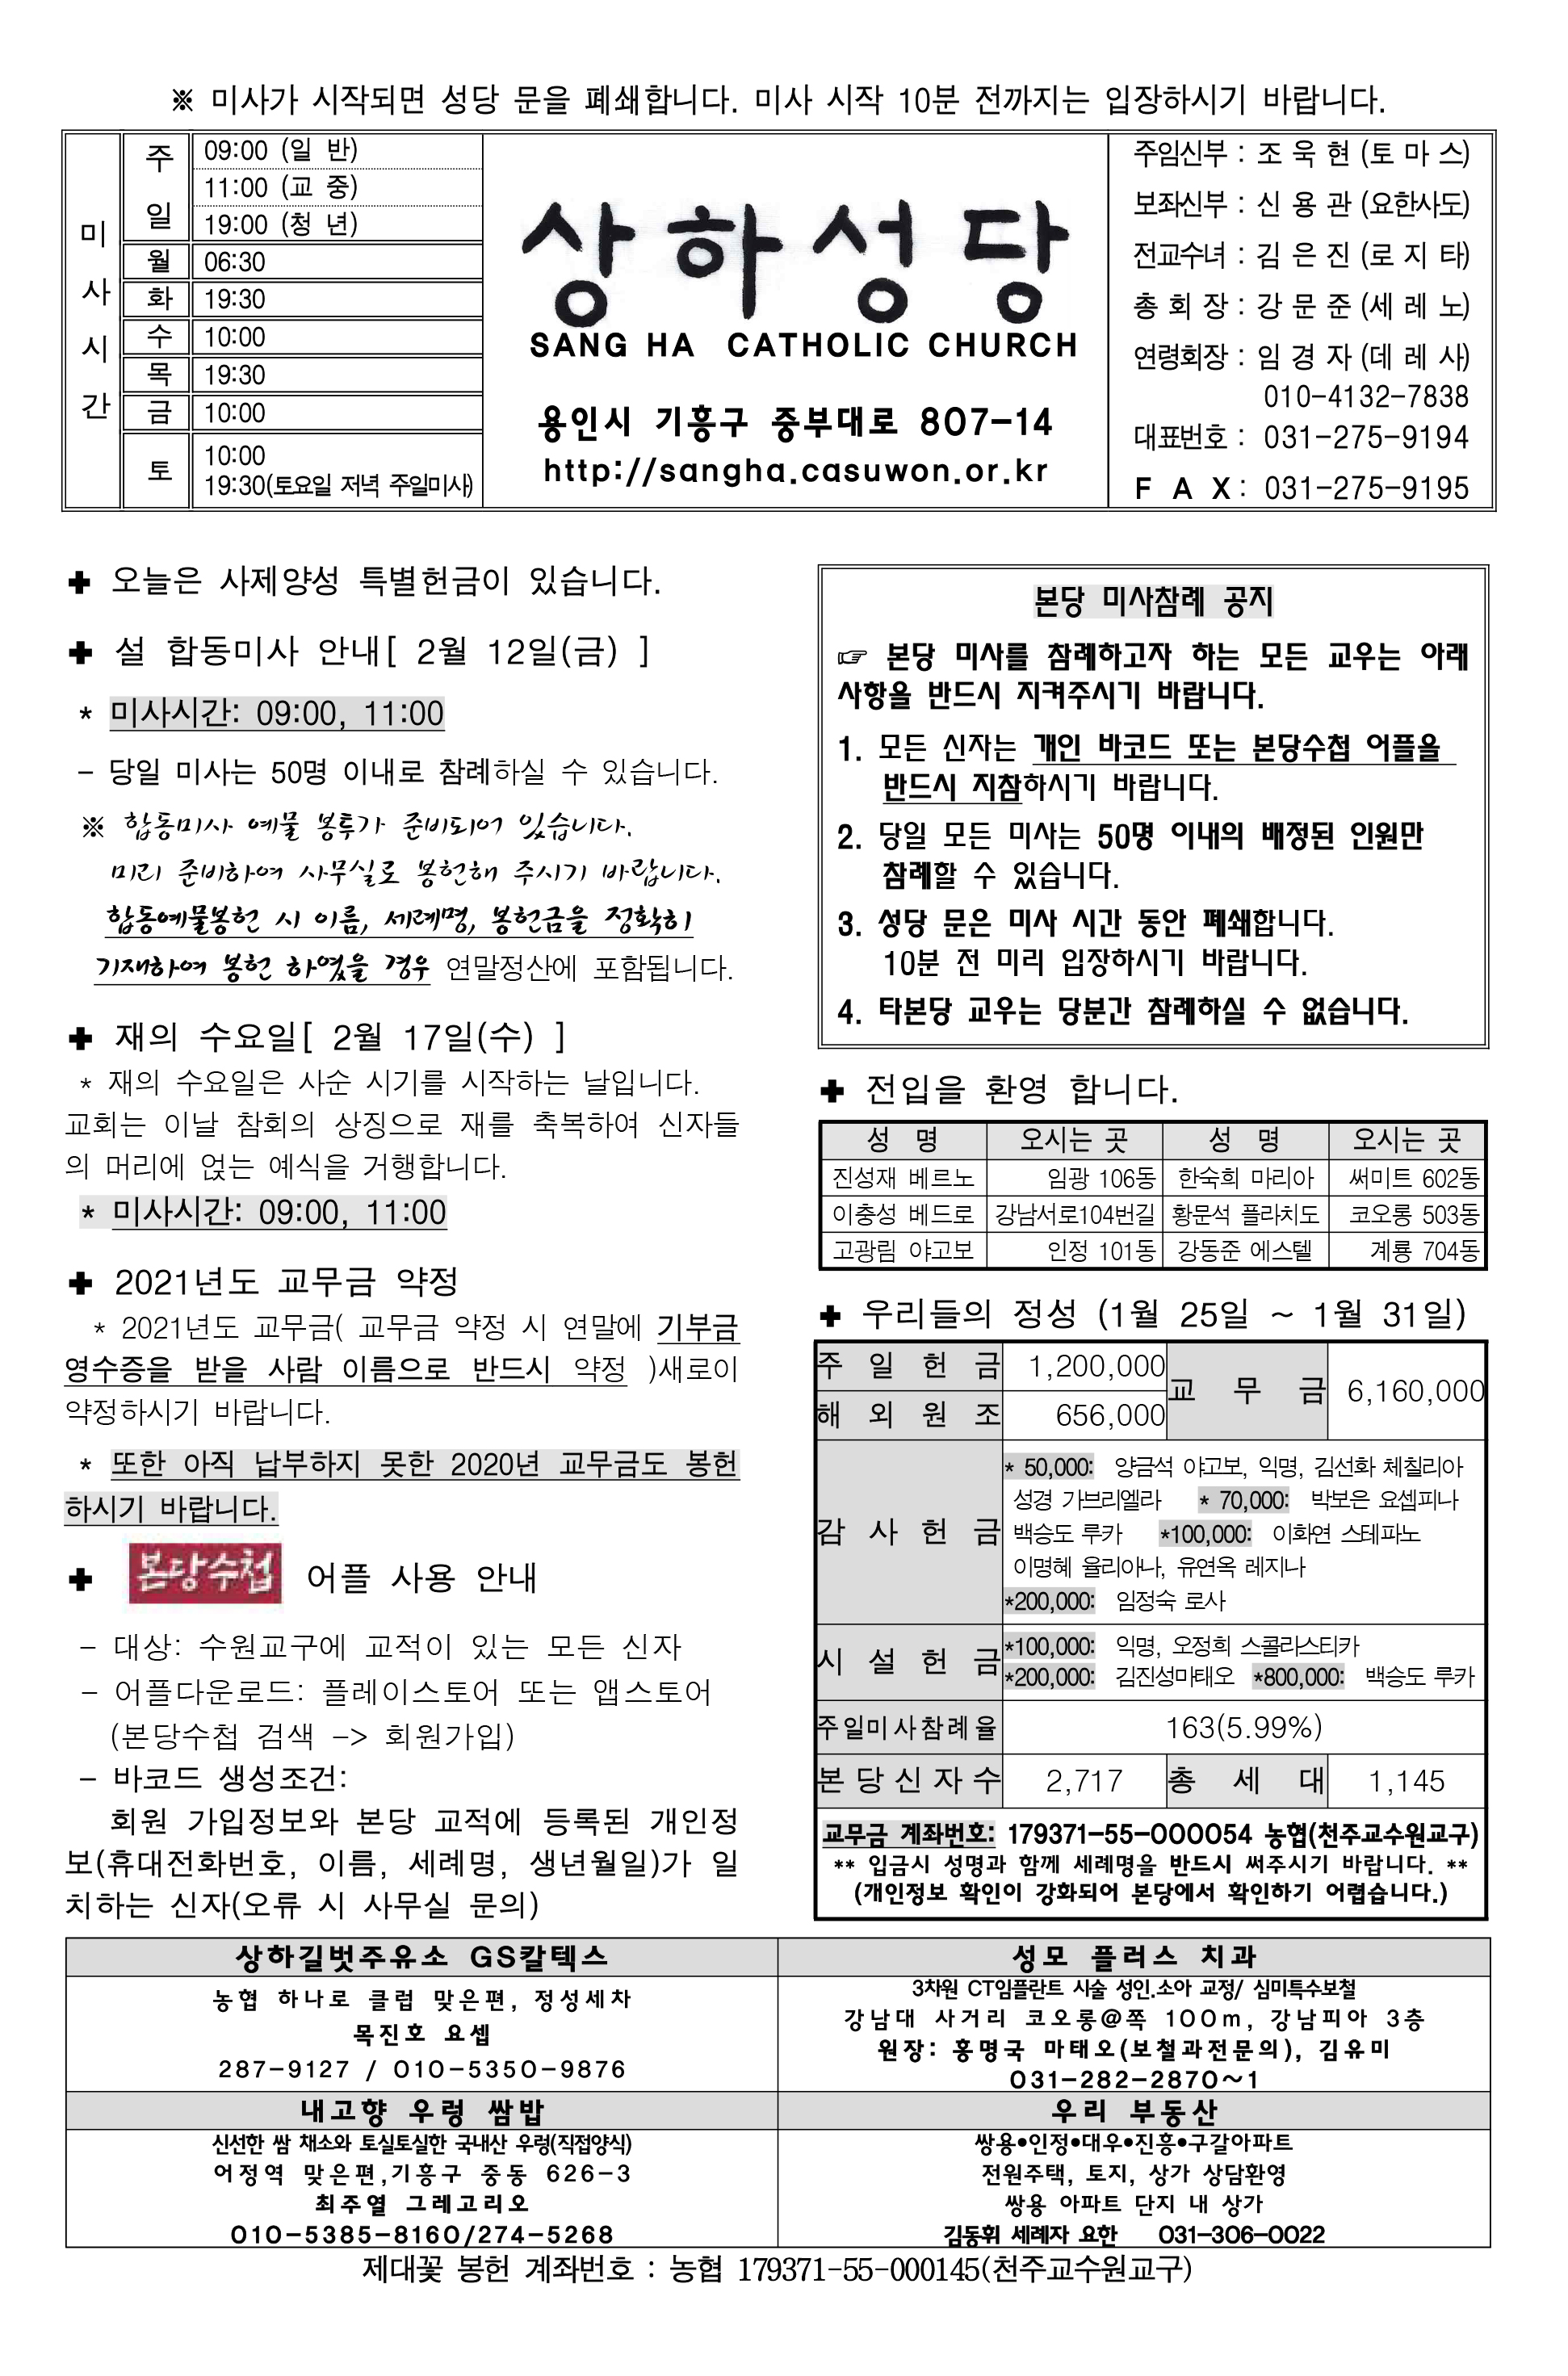 ※ 미사가 시작되면 성당 문을 폐쇄합니다. 미사 시작 10분 전까지는 입장하시기 바랍니다.
미사시간
주일
09:00 (일 반)
11:00 (교 중)
19:00 (청 년)
월 06:30
화 19:30
수 10:00
목 19:30
금 10:00
토 10:00
19:30(토요일 저녁 주일미사)
상하성당
SANG HA CATHOLIC CHURCH
용인시 기흥구 중부대로 807-14
http://sangha.casuwon.or.kr
주임신부 : 조 욱 현 (토 마 스)
보좌신부 : 신 용 관 (요한사도)
전교수녀 : 김 은 진 (로 지 타)
총 회 장 : 강 문 준 (세 레 노)
연령회장 : 임 경 자 (데 레 사)
010-4132-7838
대표번호 : 031-275-9194
F A X : 031-275-9195
✚ 오늘은 사제양성 특별헌금이 있습니다.
✚ 설 합동미사 안내[ 2월 12일(금) ]
* 미사시간: 09:00, 11:00
- 당일 미사는 50명 이내로 참례하실 수 있습니다.
※ 합동미사 예물 봉투가 준비되어 있습니다.
미리 준비하여 사무실로 봉헌해 주시기 바랍니다.
합동예물봉헌 시 이름, 세례명, 봉헌금을 정확히
기재하여 봉헌 하였을 경우 연말정산에 포함됩니다.
✚ 재의 수요일[ 2월 17일(수) ]
* 재의 수요일은 사순 시기를 시작하는 날입니다.
교회는 이날 참회의 상징으로 재를 축복하여 신자들
의 머리에 얹는 예식을 거행합니다.
* 미사시간: 09:00, 11:00
✚ 2021년도 교무금 약정
* 2021년도 교무금( 교무금 약정 시 연말에 기부금
영수증을 받을 사람 이름으로 반드시 약정 )새로이
약정하시기 바랍니다.
* 또한 아직 납부하지 못한 2020년 교무금도 봉헌
하시기 바랍니다.
✚ 본당수첩 어플 사용 안내
- 대상: 수원교구에 교적이 있는 모든 신자
- 어플다운로드: 플레이스토어 또는 앱스토어
(본당수첩 검색 -> 회원가입)
- 바코드 생성조건:
회원 가입정보와 본당 교적에 등록된 개인정
보(휴대전화번호, 이름, 세례명, 생년월일)가 일
치하는 신자(오류 시 사무실 문의)
본당 미사참례 공지
☞ 본당 미사를 참례하고자 하는 모든 교우는 아래
사항을 반드시 지켜주시기 바랍니다.
1. 모든 신자는 개인 바코드 또는 본당수첩 어플을
반드시 지참하시기 바랍니다.
2. 당일 모든 미사는 50명 이내의 배정된 인원만
참례할 수 있습니다.
3. 성당 문은 미사 시간 동안 폐쇄합니다.
10분 전 미리 입장하시기 바랍니다.
4. 타본당 교우는 당분간 참례하실 수 없습니다.
✚ 전입을 환영 합니다.
성 명 오시는 곳 성 명 오시는 곳
진성재 베르노 임광 106동 한숙희 마리아 써미트 602동
이충성 베드로 강남서로104번길 황문석 플라치도 코오롱 503동
고광림 야고보 인정 101동 강동준 에스텔 계룡 704동
✚ 우리들의 정성 (1월 25일 ~ 1월 31일)
주 일 헌 금 1,200,000 교 무 금 6,160,000
해 외 원 조 656,000
감 사 헌 금
* 50,000: 양금석 야고보, 익명, 김선화 체칠리아
성경 가브리엘라 * 70,000: 박보은 요셉피나
백승도 루카 *100,000: 이화연 스테파노
이명혜 율리아나, 유연옥 레지나
*200,000: 임정숙 로사
시 설 헌 금
*100,000: 익명, 오정희 스콜라스티카
*200,000: 김진성마태오 *800,000: 백승도 루카
주일미사참례율 163(5.99%)
본당신자수 2,717 총 세 대 1,145
교무금 계좌번호: 179371-55-000054 농협(천주교수원교구)
** 입금시 성명과 함께 세례명을 반드시 써주시기 바랍니다. **
(개인정보 확인이 강화되어 본당에서 확인하기 어렵습니다.)
상하길벗주유소 GS칼텍스
농협 하나로 클럽 맞은편, 정성세차
목진호 요셉
287-9127 / 010-5350-9876
성모 플러스 치과
3차원 CT임플란트 시술 성인.소아 교정/ 심미특수보철
강남대 사거리 코오롱@쪽 100m, 강남피아 3층
원장: 홍명국 마태오(보철과전문의), 김유미
031-282-2870~1
내고향 우렁 쌈밥
신선한 쌈 채소와 토실토실한 국내산 우렁(직접양식)
어정역 맞은편,기흥구 중동 626-3
최주열 그레고리오
010-5385-8160/274-5268
우리 부동산
쌍용•인정•대우•진흥•구갈아파트
전원주택, 토지, 상가 상담환영
쌍용 아파트 단지 내 상가
김동휘 세례자 요한 031-306-0022
제대꽃 봉헌 계좌번호 : 농협 179371-55-000145(천주교수원교구)